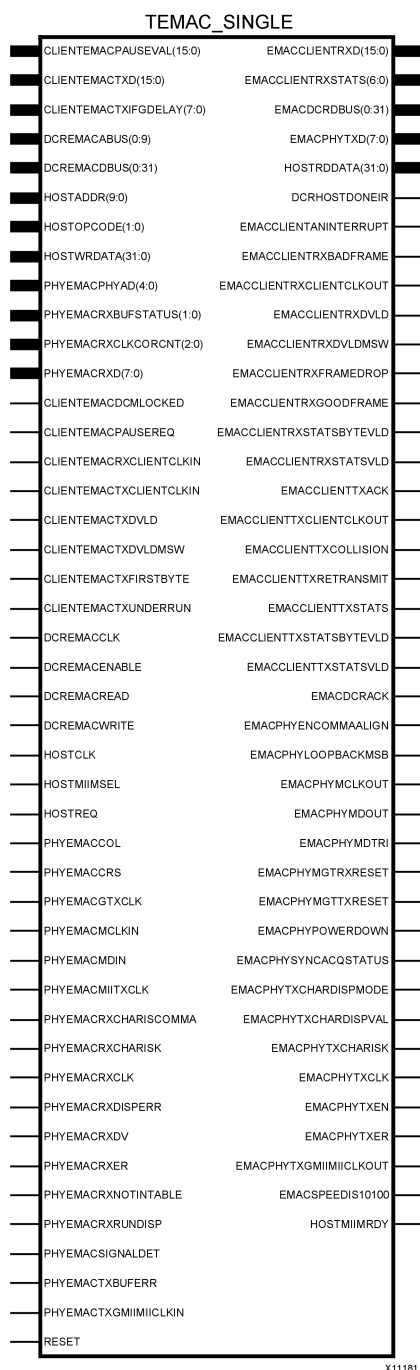 TEMAC_SINGLE
CLIENTEMACPAUSEVAL(15:0) EMACCLIENTRXD(15:0)
CLIENTEMACTXD(15:0) EMACCLIENTRXSTATS(6:0)
CLIENTEMACTXIFGDELAY(7:0) EMACDCRDBUS(0:31)
DCREMACABUS(0:9) EMACPHYTXD(7:0)
DCREMACDBUS(0:31) HOSTRDDATA(31:0)
HOSTADDR(9:0) DCRHOSTDONEIR
HOSTOPCODE(1:0) EMACCLIENTANINTERRUPT
HOSTWRDATA(31:0) EMACCLIENTRXBADFRAME
PHYEMACPHYAD(4:0) EMACCLIENTRXCLIENTCLKOUT
PHYEMACRXBUFSTATUS(1:0) EMACCLIENTRXDVLD
PHYEMACRXCLKCORCNT(2:0) EMACCLIENTRXDVLDMSW
PHYEMACRXD(7:0) EMACCLIENTRXFRAMEDROP
CLIENTEMACDCMLOCKED EMACCLIENTRXGOODFRAME
CLIENTEMACPAUSEREQ EMACCLIENTRXSTATSBYTEVLD
CLIENTEMACRXCLIENTCLKIN EMACCLIENTRXSTATSVLD
CLIENTEMACTXCLIENTCLKIN EMACCLIENTTXACK
CLIENTEMACTXDVLD EMACCLIENTTXCLIENTCLKOUT
CLIENTEMACTXDVLDMSW EMACCLIENTTXCOLLISION
CLIENTEMACTXFIRSTBYTE EMACCLIENTTXRETRANSMIT
CLIENTEMACTXUNDERRUN EMACCLIENTTXSTATS
DCREMACCLK EMACCLIENTTXSTATSBYTEVLD
DCREMACENABLE EMACCLIENTTXSTATSVLD
DCREMACREAD EMACDCRACK
DCREMACWRITE EMACPHYENCOMMAALIGN
HOSTCLK EMACPHYLOOPBACKMSB
HOSTMIIMSEL EMACPHYMCLKOUT
HOSTREQ EMACPHYMDOUT
PHYEMACCOL EMACPHYMDTRI
PHYEMACCRS EMACPHYMGTRXRESET
PHYEMACGTXCLK EMACPHYMGTTXRESET
PHYEMACMCLKIN EMACPHYPOWERDOWN
PHYEMACMDIN EMACPHYSYNCACQSTATUS
PHYEMACMIITXCLK EMACPHYTXCHARDISPMODE
PHYEMACRXCHARISCOMMA EMACPHYTXCHARDISPVAL
PHYEMACRXCHARISK EMACPHYTXCHARISK
PHYEMACRXCLK EMACPHYTXCLK
PHYEMACRXDISPERR EMACPHYTXEN
PHYEMACRXDV EMACPHYTXER
PHYEMACRXER EMACPHYTXGMIIMIICLKOUT
PHYEMACRXNOTINTABLE EMACSPEEDIS10100
PHYEMACRXRUNDISP HOSTMIIMRDY
PHYEMACSIGNALDET
PHYEMACTXBUFERR
PHYEMACTXGMIIMIICLKIN
RESET
X11181